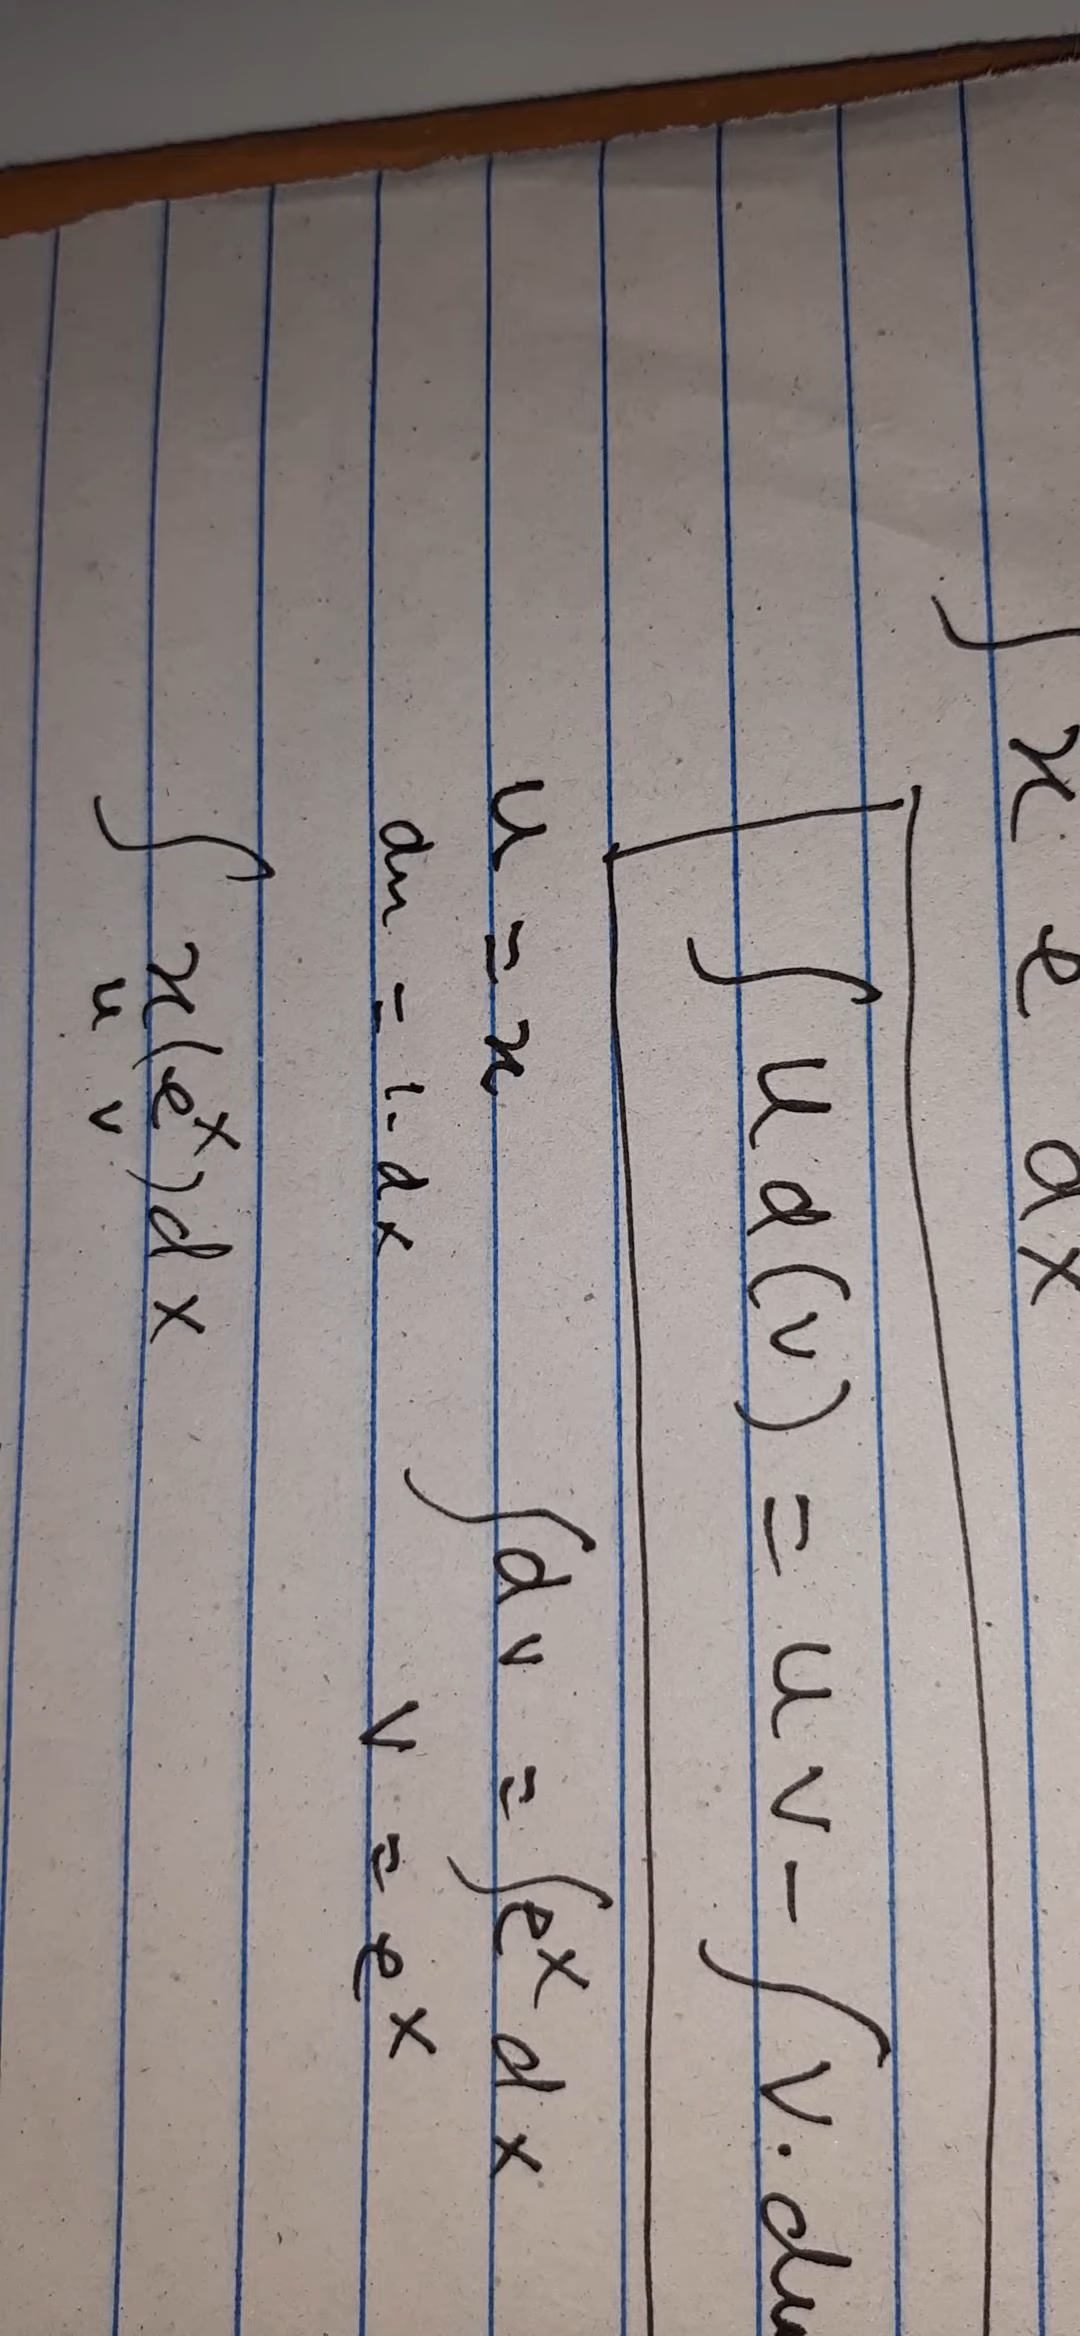 ∫ x e dx
∫ u d(v) = u v - ∫ v . du
u = x ∫ dv = ∫ e^x dx
du = 1 - dx v = e^x
∫ x (e^x) dx
u v